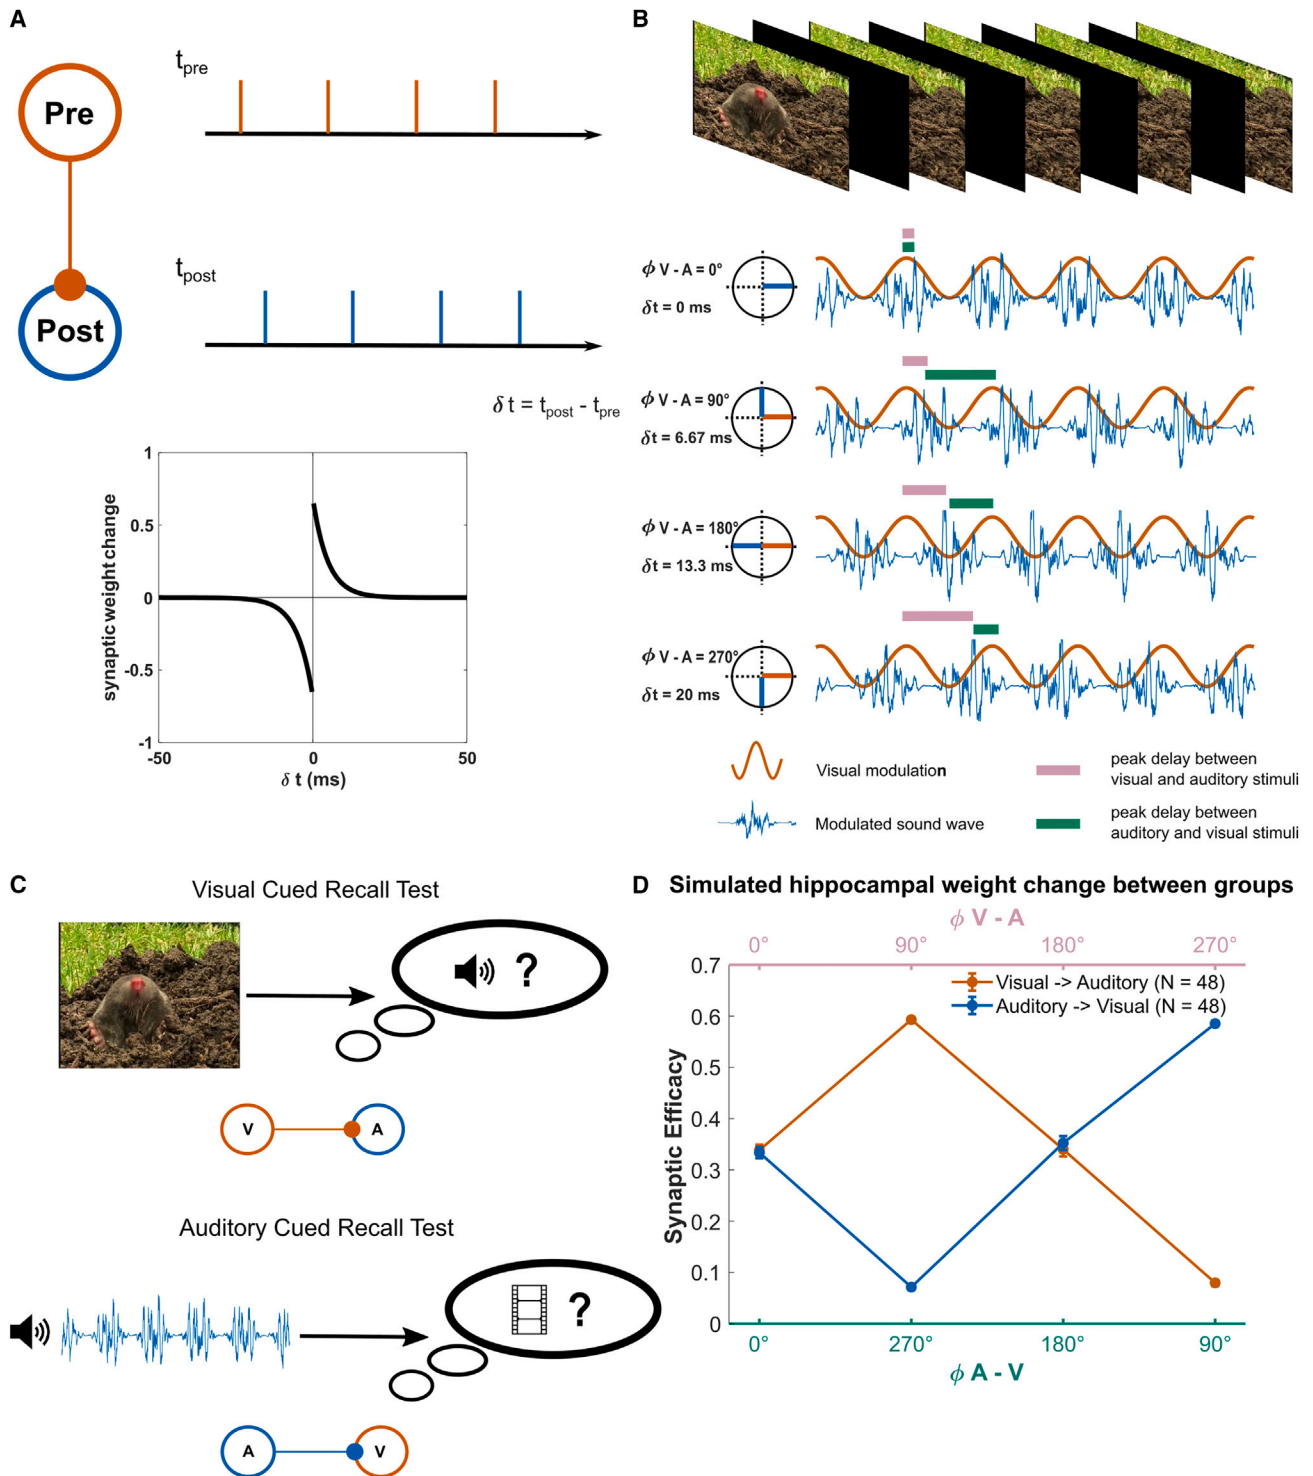 A
Pre
Post
t_pre
t_post
δ t = t_post - t_pre
synaptic weight change
1
0.5
0
-0.5
-1
-50
0
50
δ t (ms)
B
ϕ V - A = 0°
δt = 0 ms
ϕ V - A = 90°
δt = 6.67 ms
ϕ V - A = 180°
δt = 13.3 ms
ϕ V - A = 270°
δt = 20 ms
Visual modulation
peak delay between
visual and auditory stimuli
Modulated sound wave
peak delay between
auditory and visual stimuli
C
Visual Cued Recall Test
?
V
A
Auditory Cued Recall Test
?
A
V
D Simulated hippocampal weight change between groups
ϕ V - A
0° 90° 180° 270°
Visual -> Auditory (N = 48)
Auditory -> Visual (N = 48)
Synaptic Efficacy
0.7
0.6
0.5
0.4
0.3
0.2
0.1
0
0° 270° 180° 90°
ϕ A - V